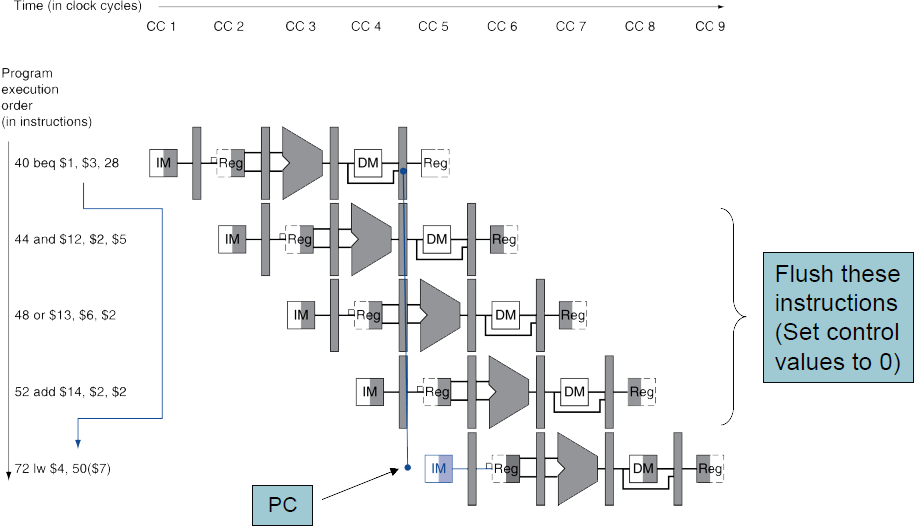 Time (in clock cycles)
CC 1 CC 2 CC 3 CC 4 CC 5 CC 6 CC 7 CC 8 CC 9
Program
execution
order
(in instructions)
40 beq $1, $3, 28
IM Reg DM Reg
44 and $12, $2, $5
IM Reg DM Reg
48 or $13, $6, $2
IM Reg DM Reg
52 add $14, $2, $2
IM Reg DM Reg
72 lw $4, 50($7)
IM Reg DM Reg
Flush these
instructions
(Set control
values to 0)
PC